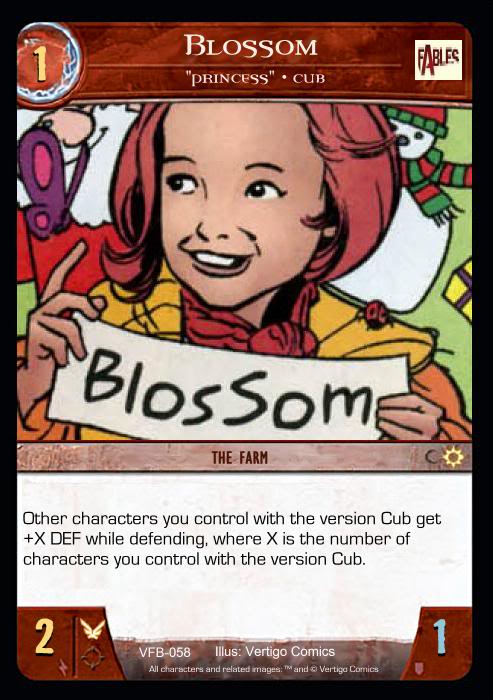 1
Blossom
FABLES
"princess" • cub
Blossom
THE FARM
Other characters you control with the version Cub get
+X DEF while defending, where X is the number of
characters you control with the version Cub.
2
1
VFB-058 Illus: Vertigo Comics
All characters and related images: ™ and © Vertigo Comics